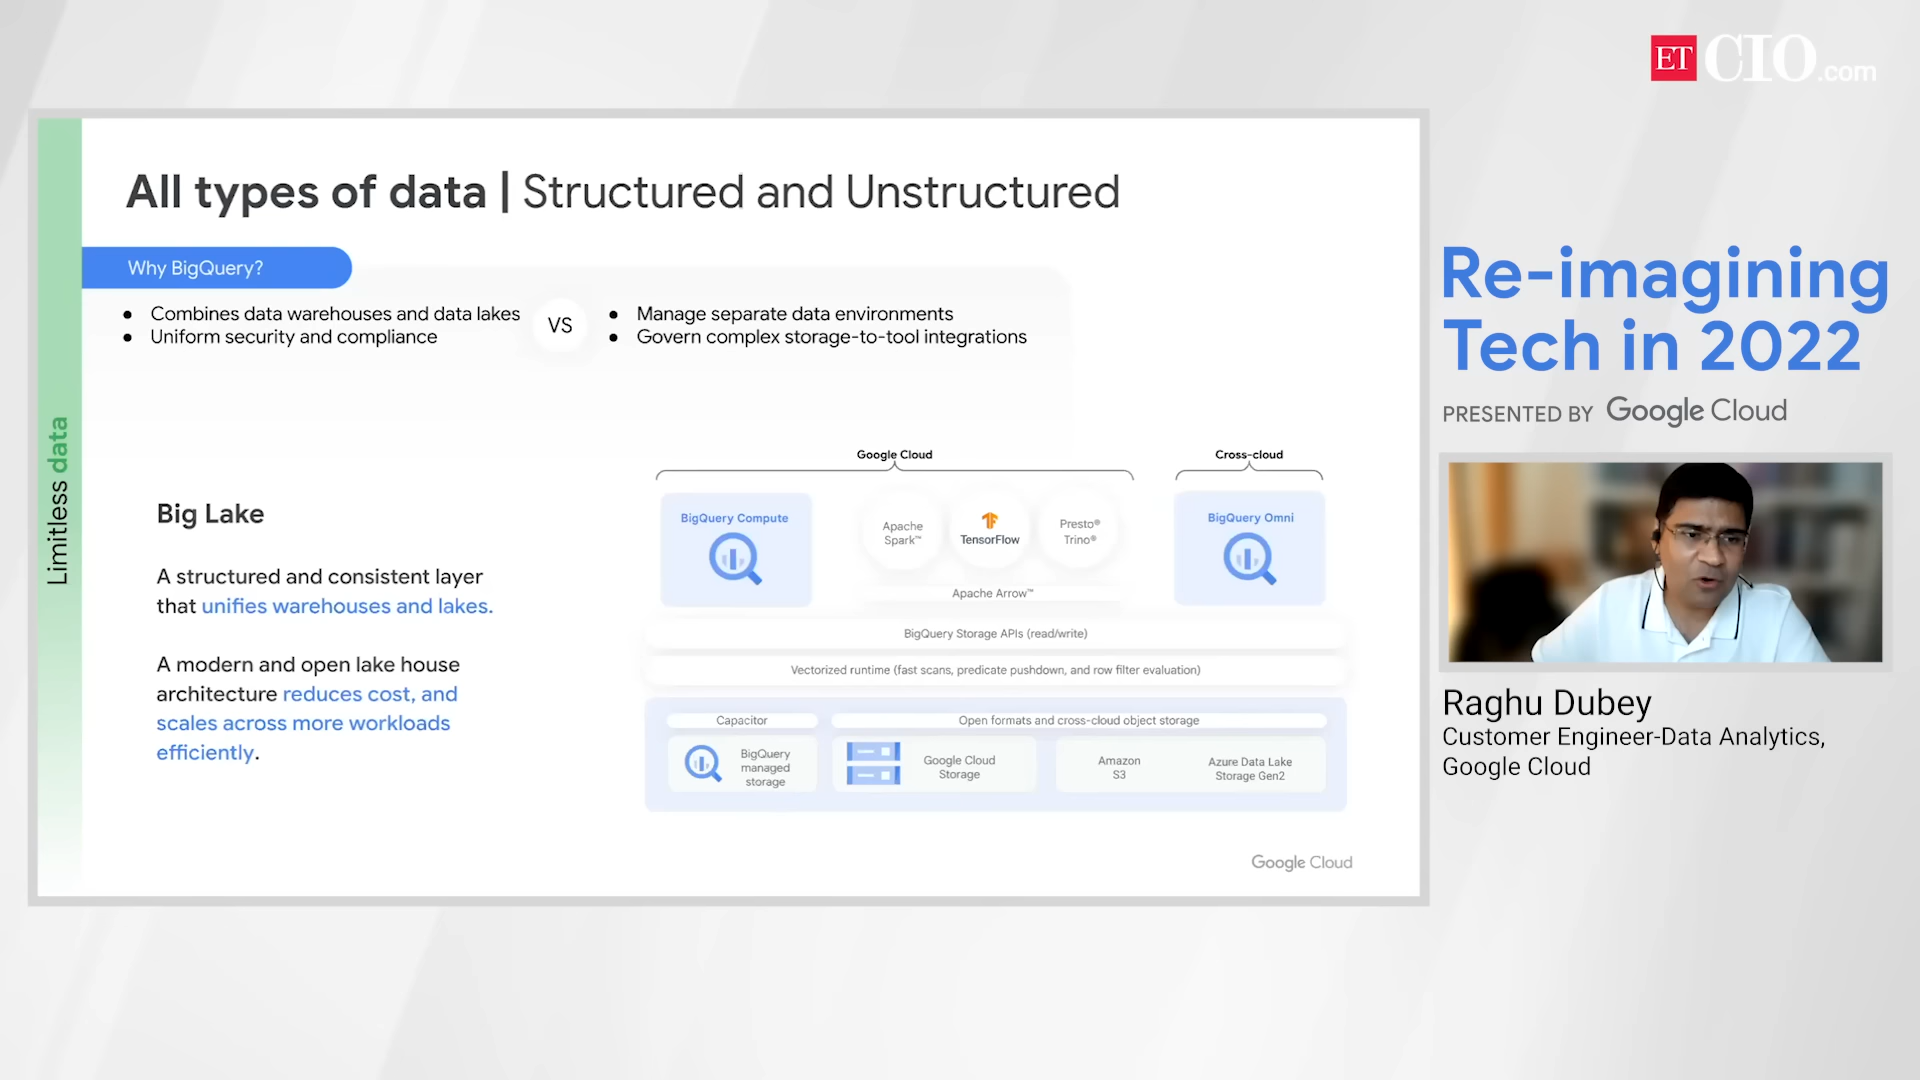 ET CIO.com
All types of data | Structured and Unstructured
Why BigQuery?
• Combines data warehouses and data lakes
• Uniform security and compliance
VS
• Manage separate data environments
• Govern complex storage-to-tool integrations
Limitless data
Big Lake
A structured and consistent layer
that unifies warehouses and lakes.
A modern and open lake house
architecture reduces cost, and
scales across more workloads
efficiently.
Google Cloud
Cross-cloud
BigQuery Compute
Apache
Spark™
TensorFlow
Presto®
Trino®
BigQuery Omni
Apache Arrow™
BigQuery Storage APIs (read/write)
Vectorized runtime (fast scans, predicate pushdown, and row filter evaluation)
Capacitor
Open formats and cross-cloud object storage
BigQuery
managed
storage
Google Cloud
Storage
Amazon
S3
Azure Data Lake
Storage Gen2
Google Cloud
Re-imagining
Tech in 2022
PRESENTED BY Google Cloud
Raghu Dubey
Customer Engineer-Data Analytics,
Google Cloud